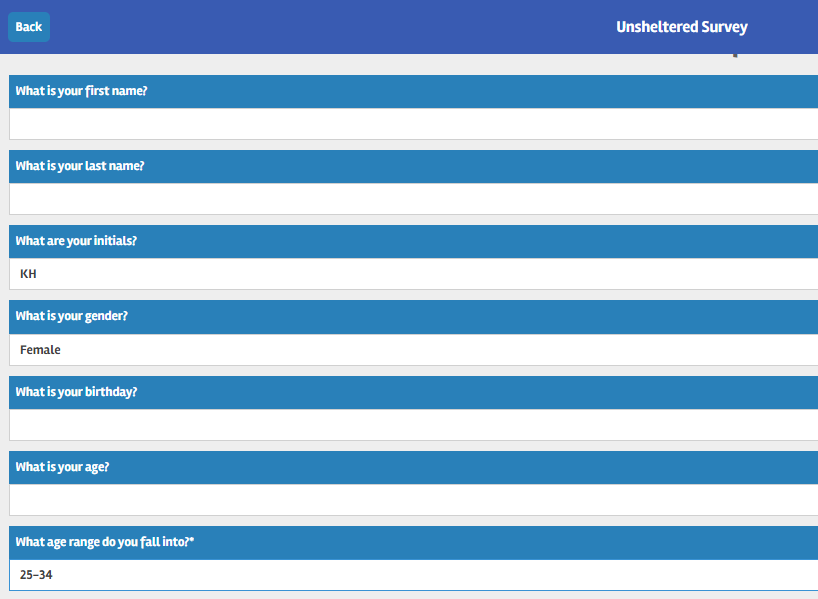 Back
Unsheltered Survey
What is your first name?
What is your last name?
What are your initials?
KH
What is your gender?
Female
What is your birthday?
What is your age?
What age range do you fall into?*
25-34